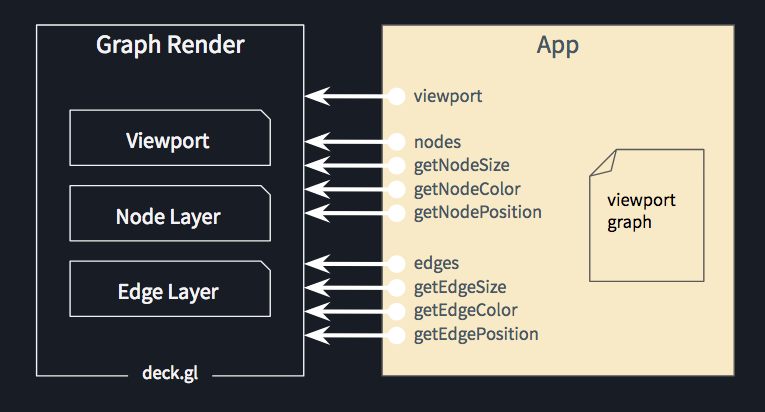 Graph Render
Viewport
Node Layer
Edge Layer
deck.gl
App
viewport
nodes
getNodeSize
getNodeColor
getNodePosition
edges
getEdgeSize
getEdgeColor
getEdgePosition
viewport
graph